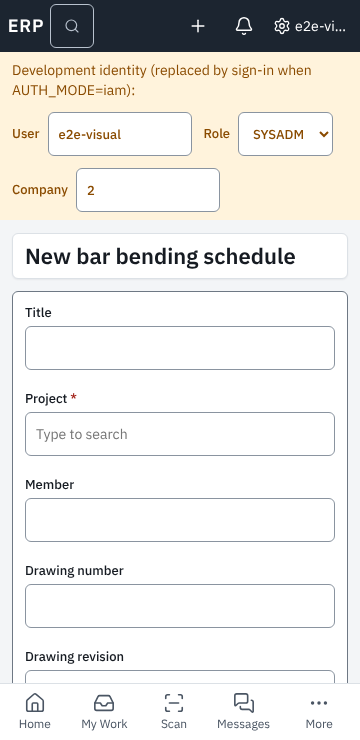 ERP
e2e-vi...
Development identity (replaced by sign-in when
AUTH_MODE=iam):
User e2e-visual Role SYSADM
Company 2
New bar bending schedule
Title
Project *
Type to search
Member
Drawing number
Drawing revision
Home My Work Scan Messages More